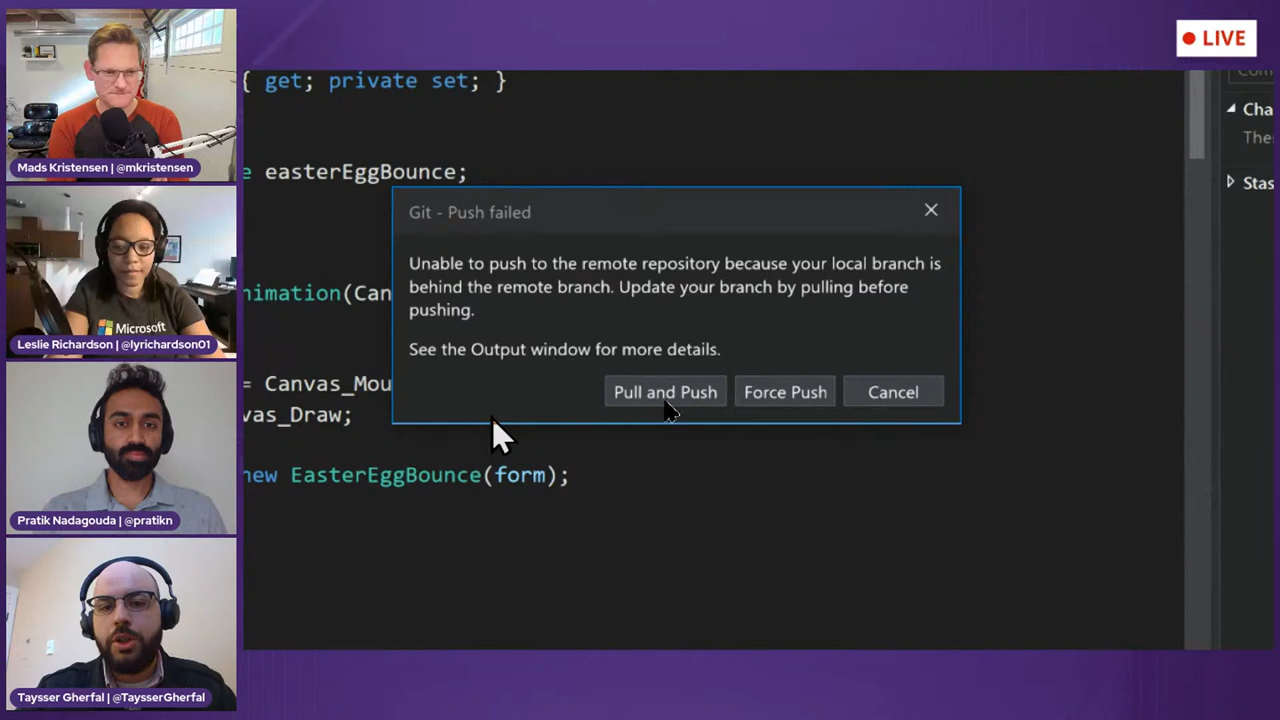 LIVE
Mads Kristensen | @mkristensen
Microsoft
Leslie Richardson | @lyrichardson01
Pratik Nadagouda | @pratikn
Taysser Gherfal | @TaysserGherfal
{ get; private set; }
e easterEggBounce;
nimation(Can
= Canvas_Mou
vas_Draw;
new EasterEggBounce(form);
Git - Push failed
Unable to push to the remote repository because your local branch is
behind the remote branch. Update your branch by pulling before
pushing.
See the Output window for more details.
Pull and Push
Force Push
Cancel
Cha
Ther
Stas